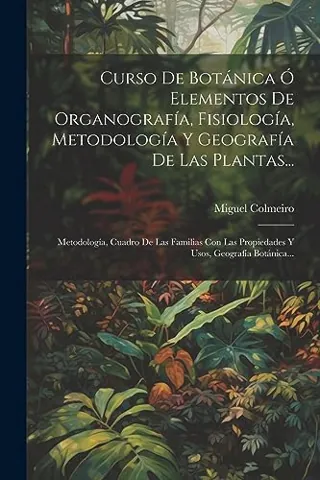 Curso De Botánica Ó
Elementos De
Organografía, Fisiología,
Metodología Y Geografía
De Las Plantas...
Miguel Colmeiro
Metodología, Cuadro De Las Familias Con Las Propiedades Y
Usos, Geografía Botánica...